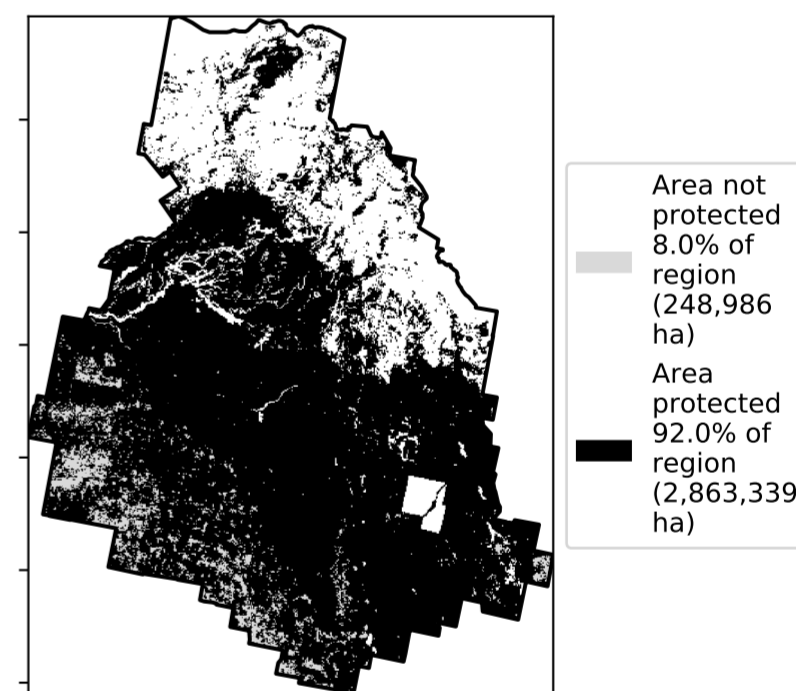 Area not
protected
8.0% of
region
(248,986
ha)
Area
protected
92.0% of
region
(2,863,339
ha)